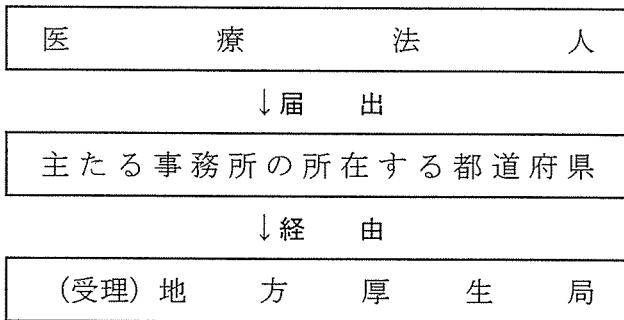 医療法人
↓届出
主たる事務所の所在する都道府県
↓経由
(受理)地方厚生局